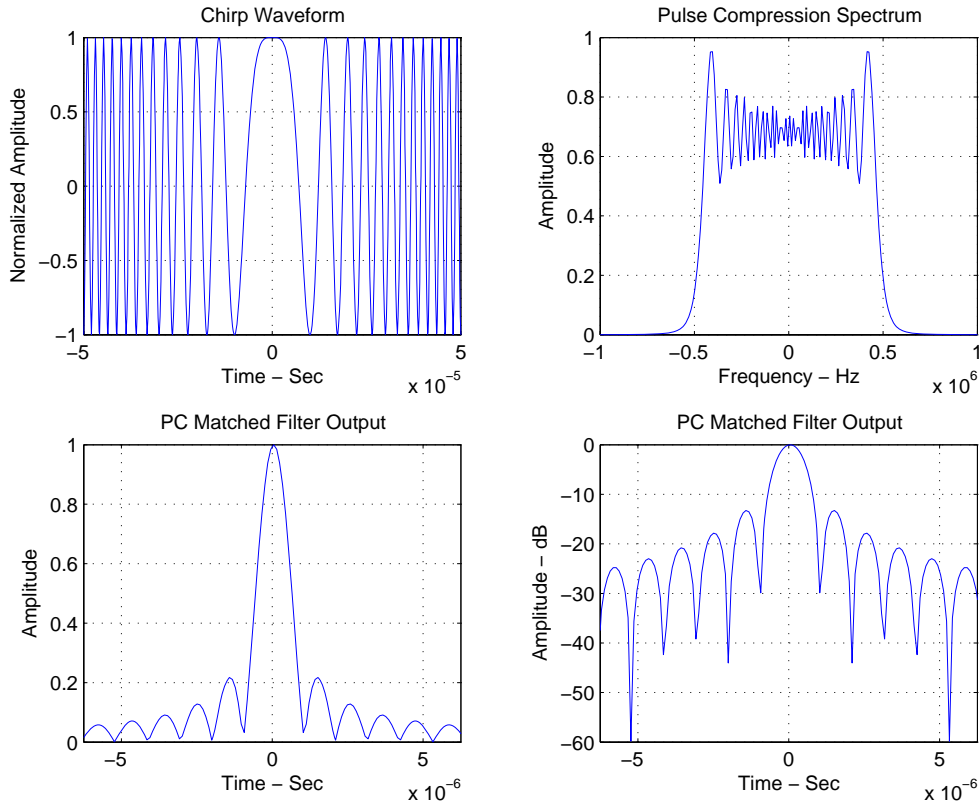 Chirp Waveform
1
0.5
0
−0.5
−1
Normalized Amplitude
−5
0
5
Time − Sec
x 10−5
Pulse Compression Spectrum
1
0.8
0.6
0.4
0.2
0
Amplitude
−1
−0.5
0
0.5
1
Frequency − Hz
x 106
PC Matched Filter Output
1
0.8
0.6
0.4
0.2
0
Amplitude
−5
0
5
Time − Sec
x 10−6
PC Matched Filter Output
0
−10
−20
−30
−40
−50
−60
Amplitude − dB
−5
0
5
Time − Sec
x 10−6